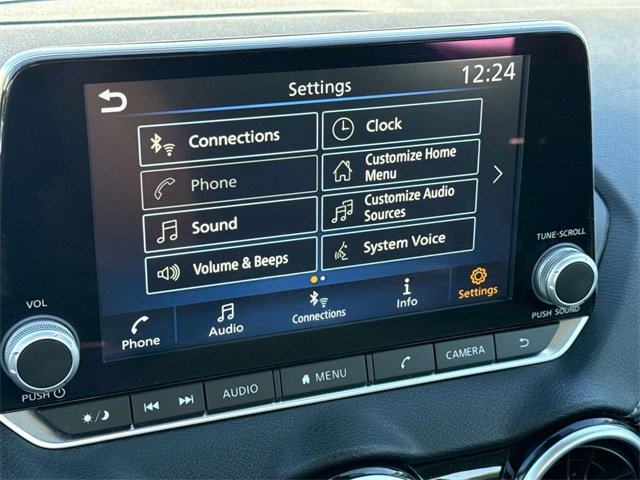 Settings
12:24
Connections
Clock
Phone
Customize Home
Menu
Sound
Customize Audio
Sources
Volume & Beeps
System Voice
Phone
Audio
Connections
Info
Settings
VOL
PUSH
TUNE·SCROLL
PUSH SOUND
AUDIO
MENU
CAMERA